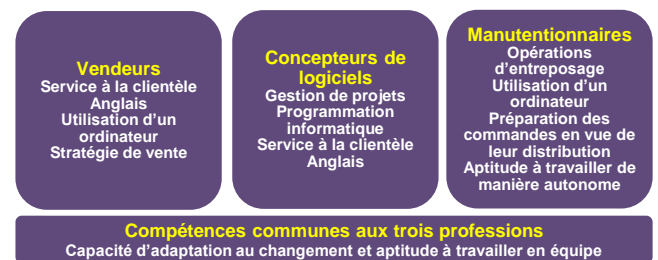 Vendeurs
Service à la clientèle
Anglais
Utilisation d'un
ordinateur
Stratégie de vente
Concepteurs de
logiciels
Gestion de projets
Programmation
informatique
Service à la clientèle
Anglais
Manutentionnaires
Opérations
d'entreposage
Utilisation d'un
ordinateur
Préparation des
commandes en vue de
leur distribution
Aptitude à travailler de
manière autonome
Compétences communes aux trois professions
Capacité d'adaptation au changement et aptitude à travailler en équipe